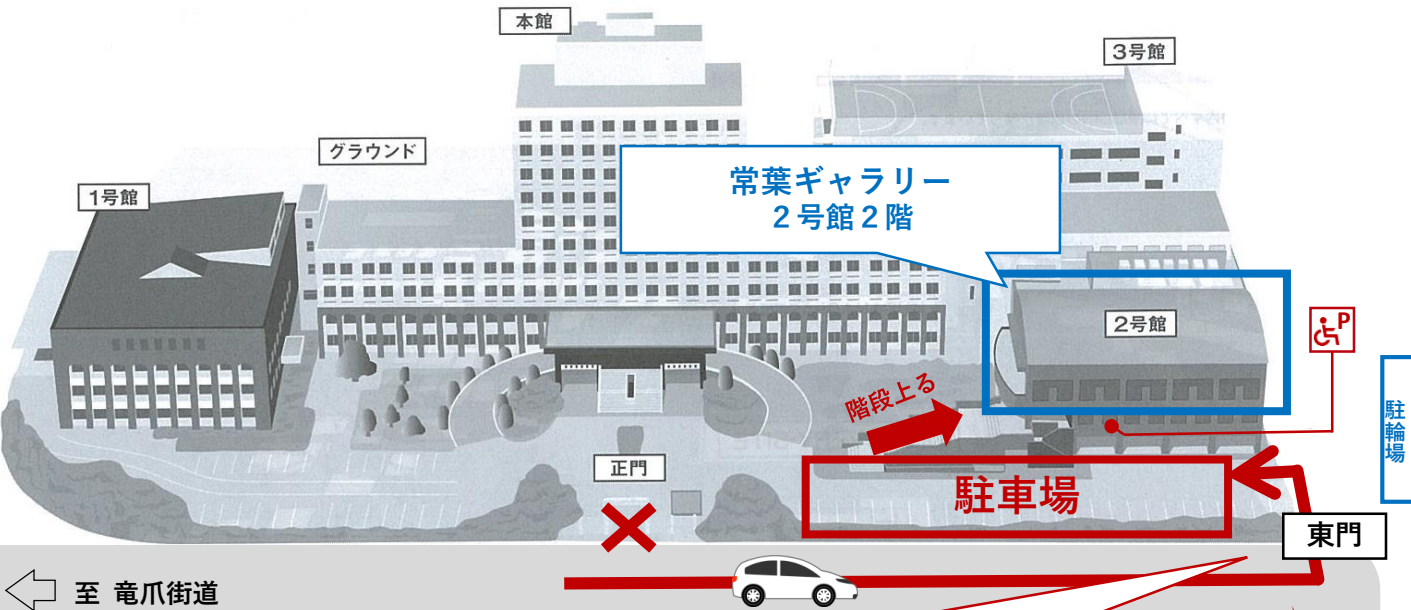 本館
3号館
グラウンド
常葉ギャラリー
２号館２階
1号館
2号館
P
階段上る
駐輪場
正門
駐車場
東門
至 竜爪街道